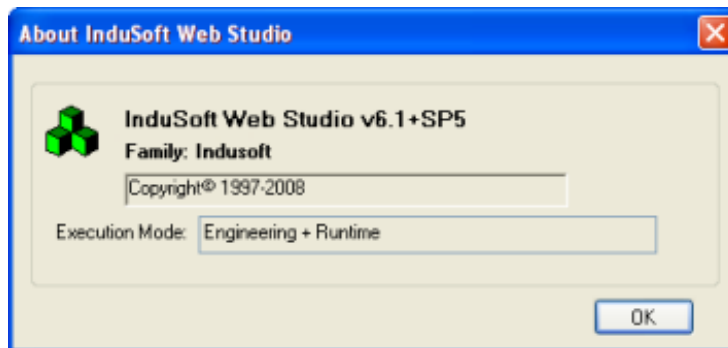 About InduSoft Web Studio
InduSoft Web Studio v6.1+SP5
Family: Indusoft
Copyright© 1997-2008
Execution Mode: Engineering + Runtime
OK